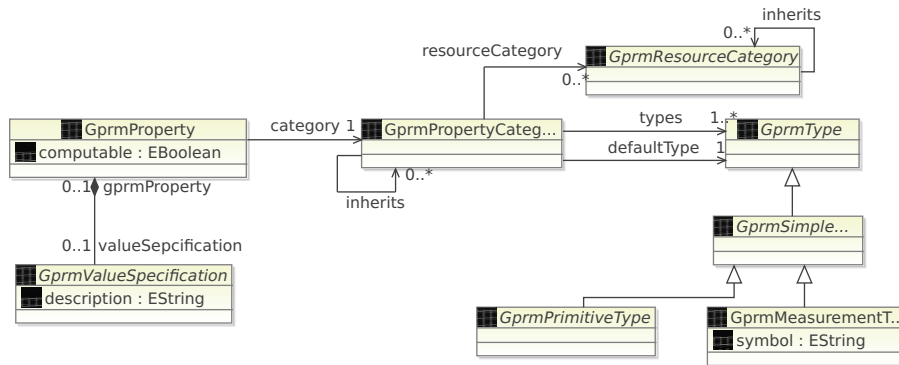 inherits
0..*
resourceCategory
GprmResourceCategory
0..*
GprmProperty
computable : EBoolean
category 1
GprmPropertyCateg...
types
1..*
GprmType
defaultType
1
0..*
inherits
0..1 gprmProperty
GprmSimple...
0..1 valueSepcification
GprmValueSpecification
description : EString
GprmPrimitiveType
GprmMeasurementT...
symbol : EString